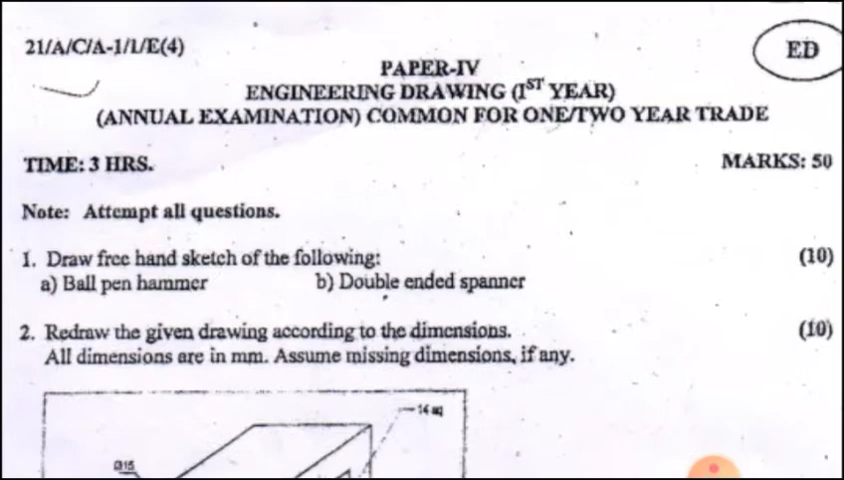 21/A/C/A-1/1/E(4)
ED
PAPER-IV
ENGINEERING DRAWING (1ST YEAR)
(ANNUAL EXAMINATION) COMMON FOR ONE/TWO YEAR TRADE
TIME: 3 HRS.
MARKS: 50
Note: Attempt all questions.
1. Draw free hand sketch of the following: (10)
a) Ball pen hammer b) Double ended spanner
2. Redraw the given drawing according to the dimensions. (10)
All dimensions are in mm. Assume missing dimensions, if any.
14 sq
Ø15